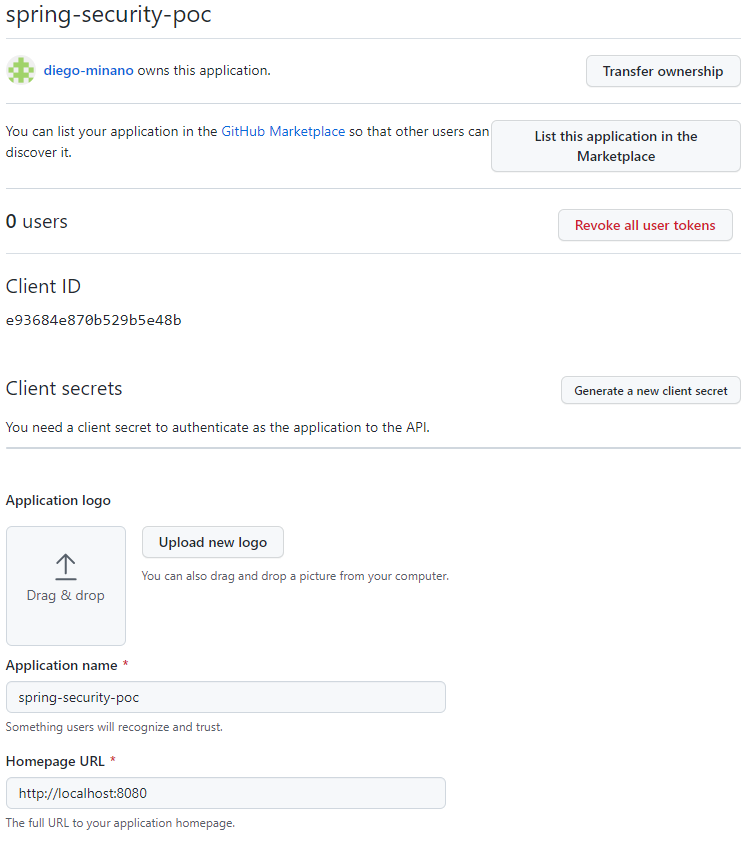 spring-security-poc
diego-minano owns this application.
Transfer ownership
You can list your application in the GitHub Marketplace so that other users can
discover it.
List this application in the
Marketplace
0 users
Revoke all user tokens
Client ID
e93684e870b529b5e48b
Client secrets
Generate a new client secret
You need a client secret to authenticate as the application to the API.
Application logo
Drag & drop
Upload new logo
You can also drag and drop a picture from your computer.
Application name *
spring-security-poc
Something users will recognize and trust.
Homepage URL *
http://localhost:8080
The full URL to your application homepage.